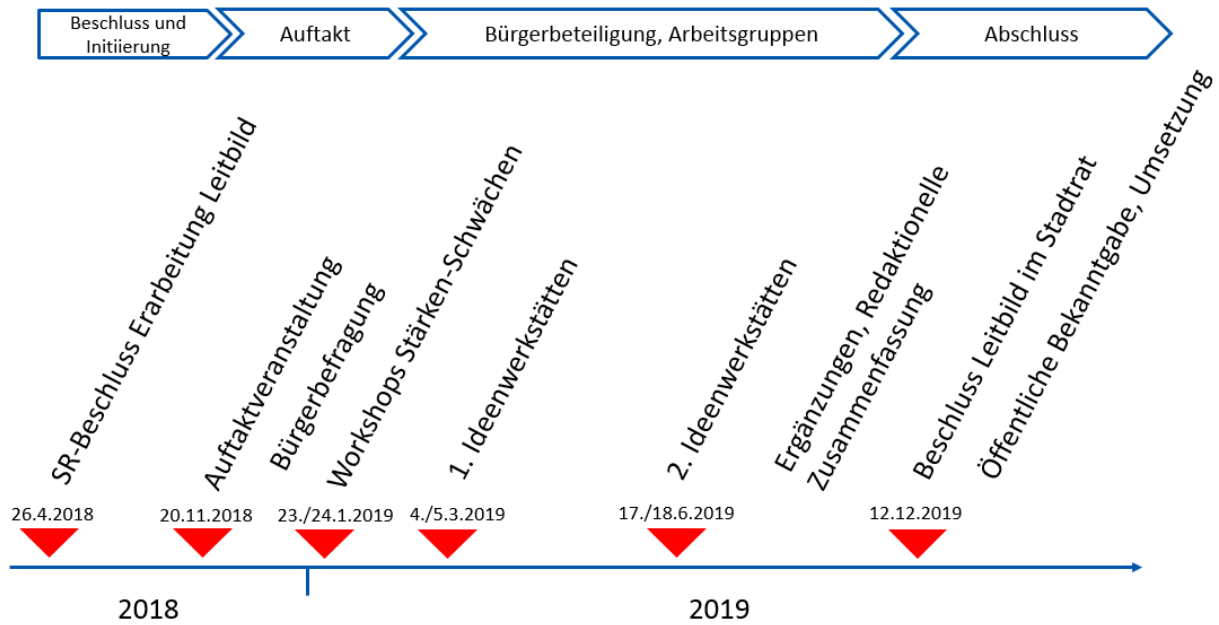 Beschluss und
Initiierung
Auftakt
Bürgerbeteiligung, Arbeitsgruppen
Abschluss
SR-Beschluss Erarbeitung Leitbild
Auftaktveranstaltung
Bürgerbefragung
Workshops Stärken-Schwächen
1. Ideenwerkstätten
2. Ideenwerkstätten
Ergänzungen, Redaktionelle
Zusammenfassung
Beschluss Leitbild im Stadtrat
Öffentliche Bekanntgabe, Umsetzung
26.4.2018
20.11.2018
23./24.1.2019
4./5.3.2019
17./18.6.2019
12.12.2019
2018
2019